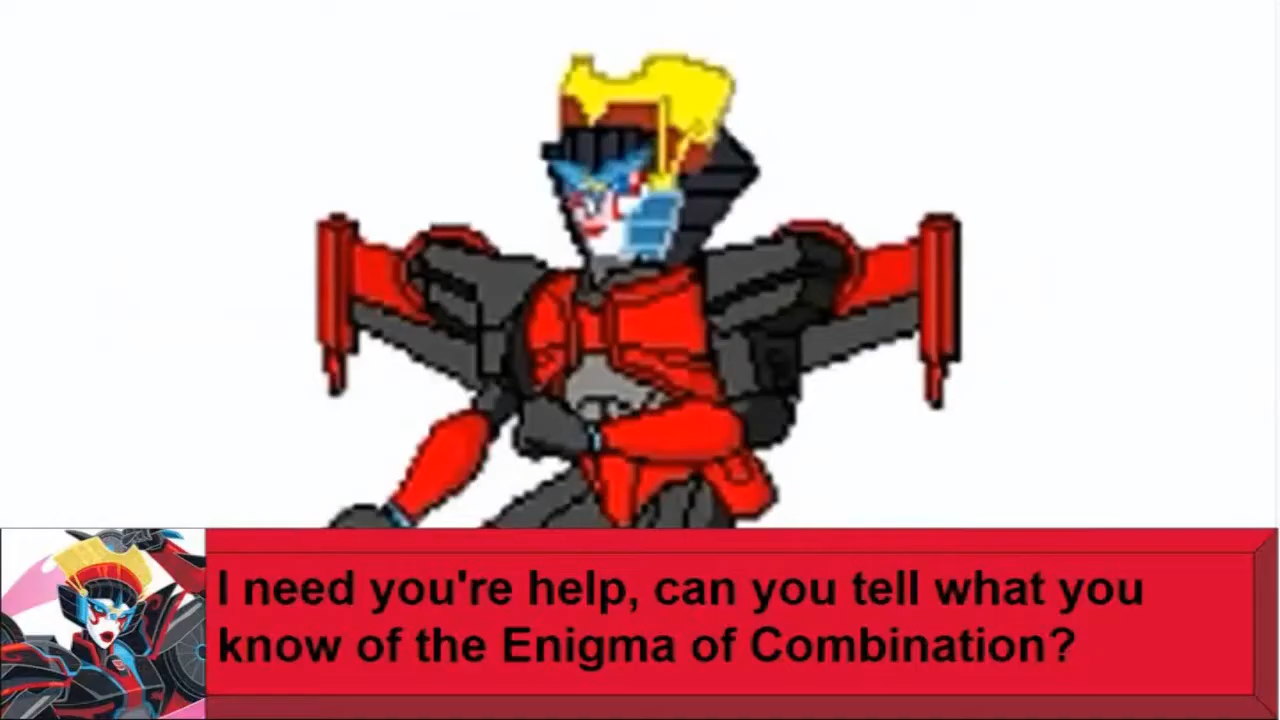 I need you're help, can you tell what you
know of the Enigma of Combination?